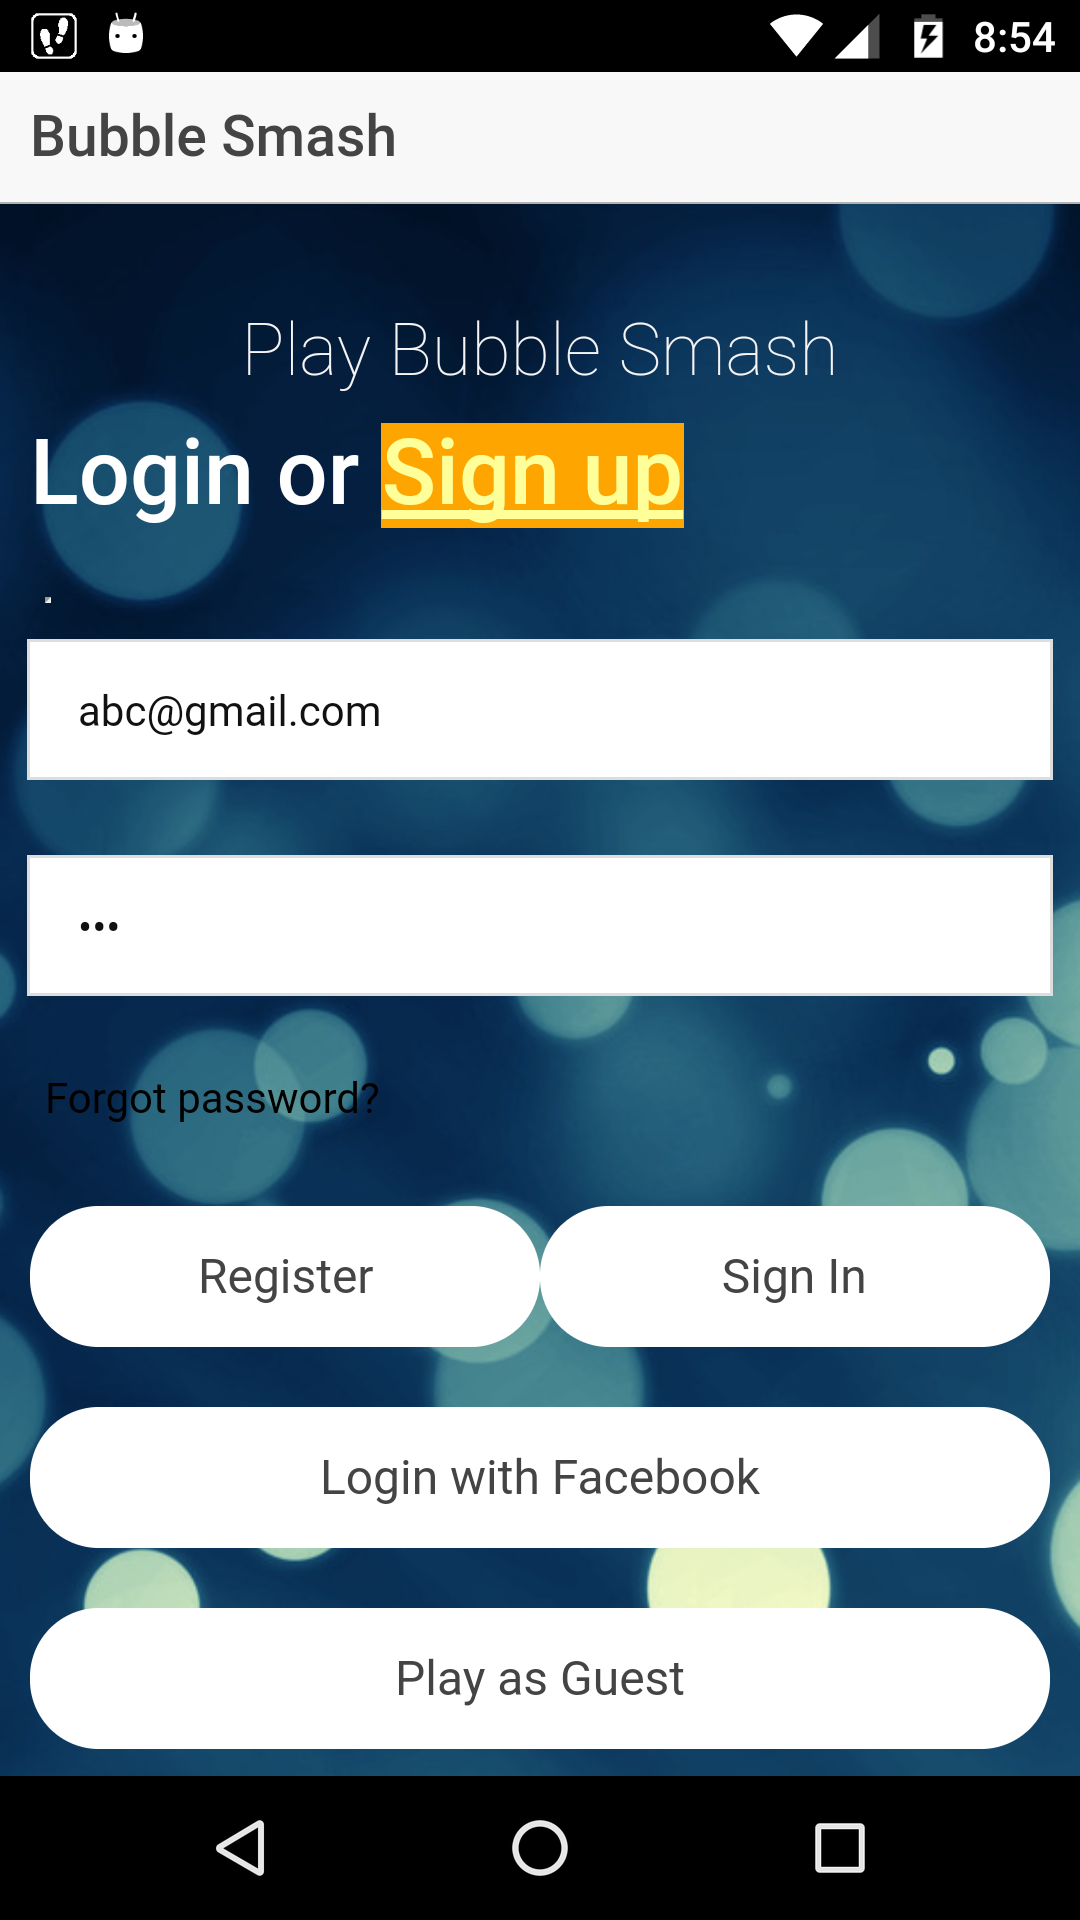 8:54
Bubble Smash
Play Bubble Smash
Login or Sign up
abc@gmail.com
•••
Forgot password?
Register Sign In
Login with Facebook
Play as Guest